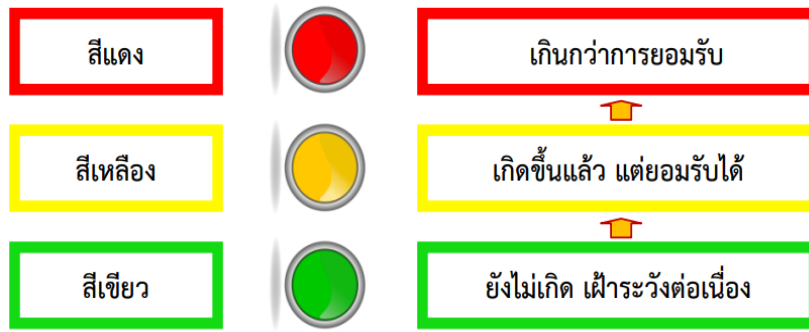 สีแดง
เกินกว่าการยอมรับ
สีเหลือง
เกิดขึ้นแล้ว แต่ยอมรับได้
สีเขียว
ยังไม่เกิด เฝ้าระวังต่อเนื่อง